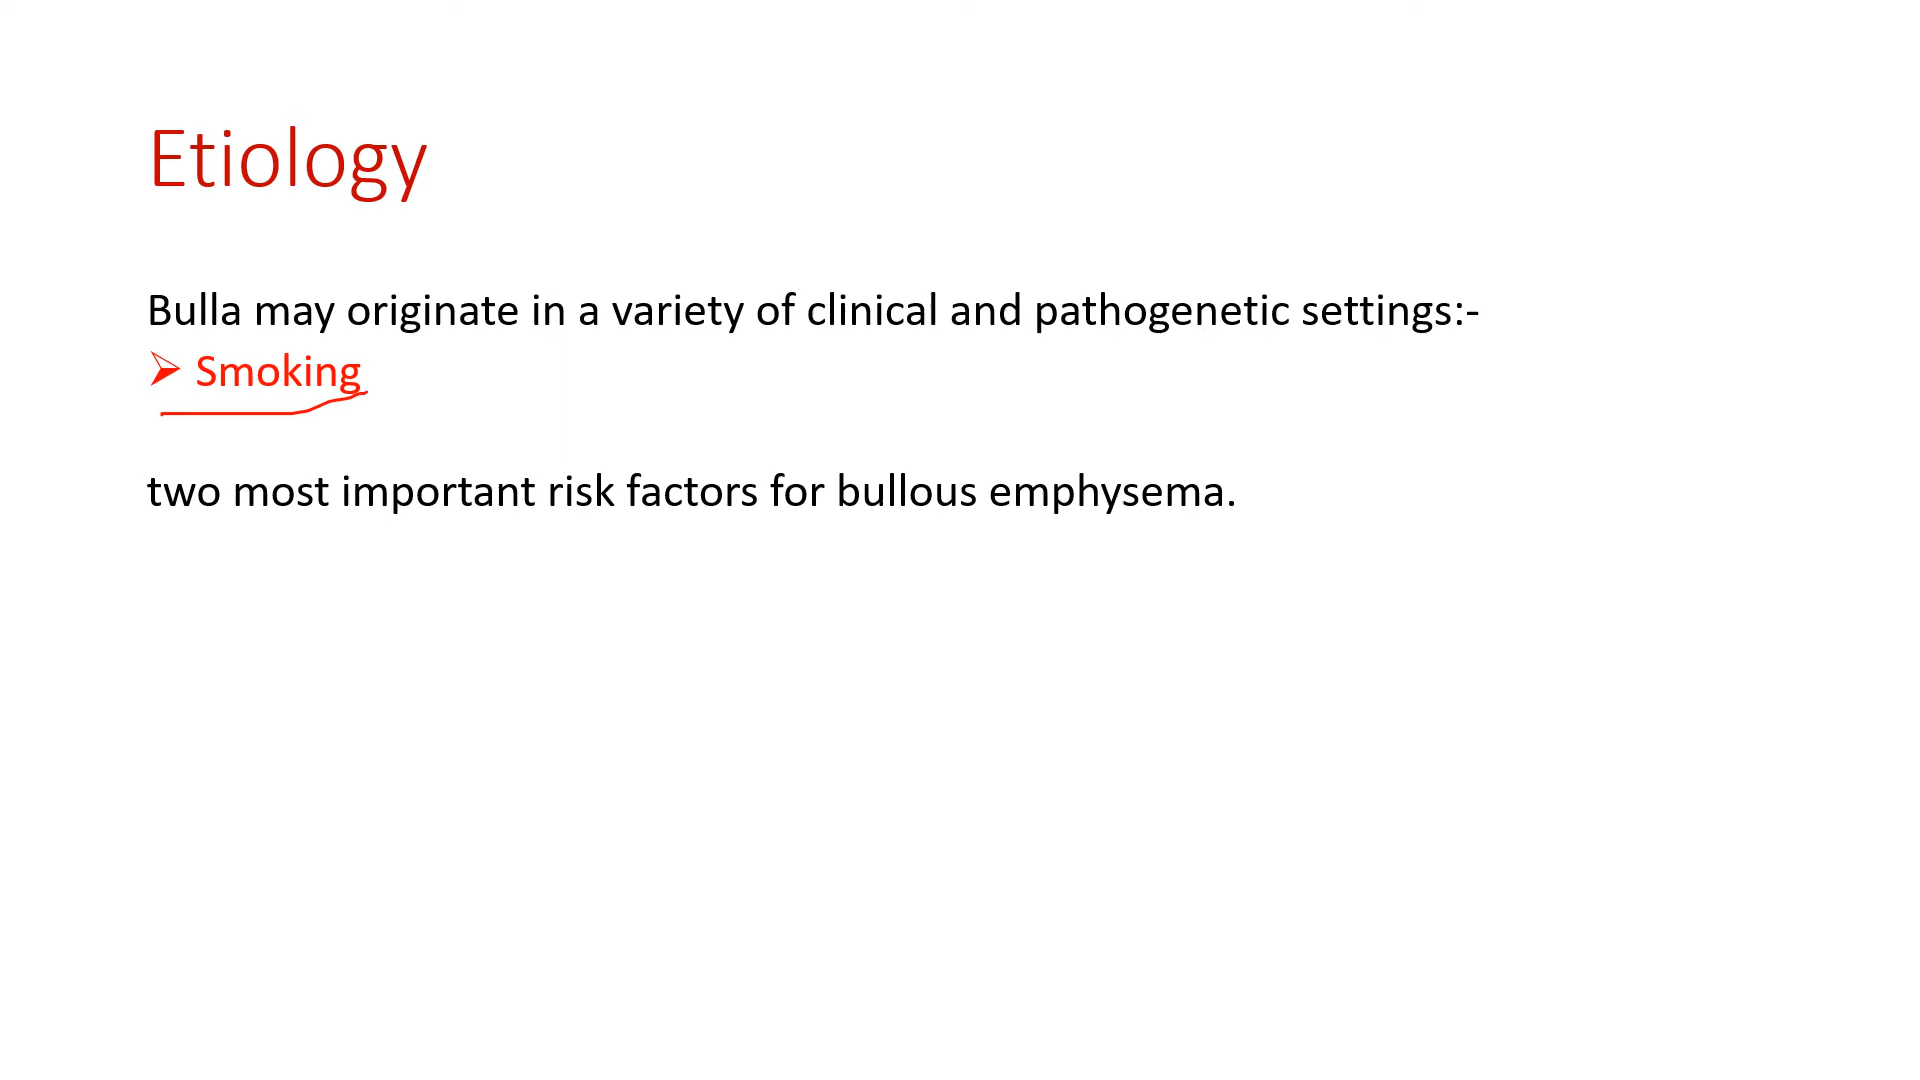 Etiology
Bulla may originate in a variety of clinical and pathogenetic settings:-
➢ Smoking
two most important risk factors for bullous emphysema.